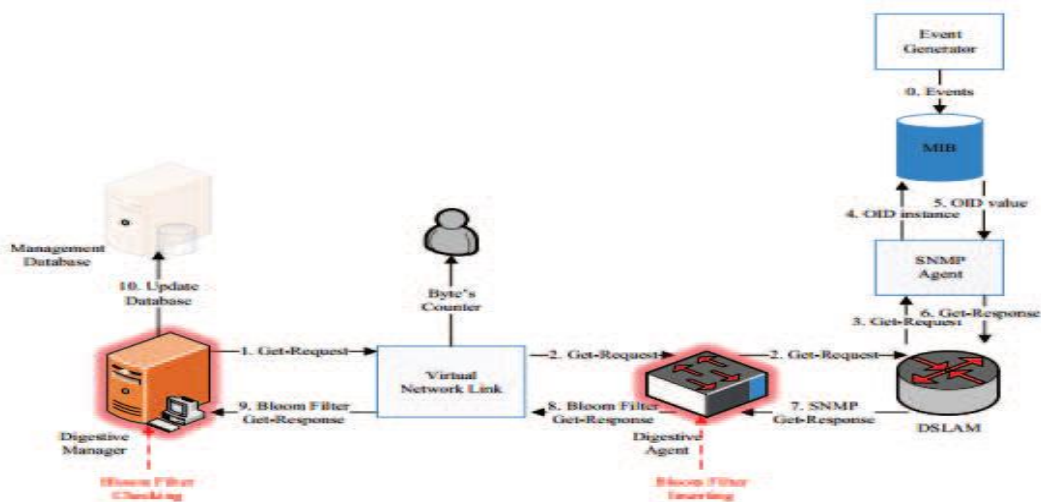 Event
Generator
0. Events
MIB
4. OID instance
5. OID value
SNMP
Agent
3. Get-Request
6. Get-Response
Management
Database
10. Update
Database
Byte's
Counter
1. Get-Request
Virtual
Network Link
2. Get-Request
2. Get-Request
9. Bloom Filter
Get-Response
8. Bloom Filter
Get-Response
7. SNMP
Get-Response
DSLAM
Digestive
Manager
Digestive
Agent
Bloom Filter
Checking
Bloom Filter
Inserting